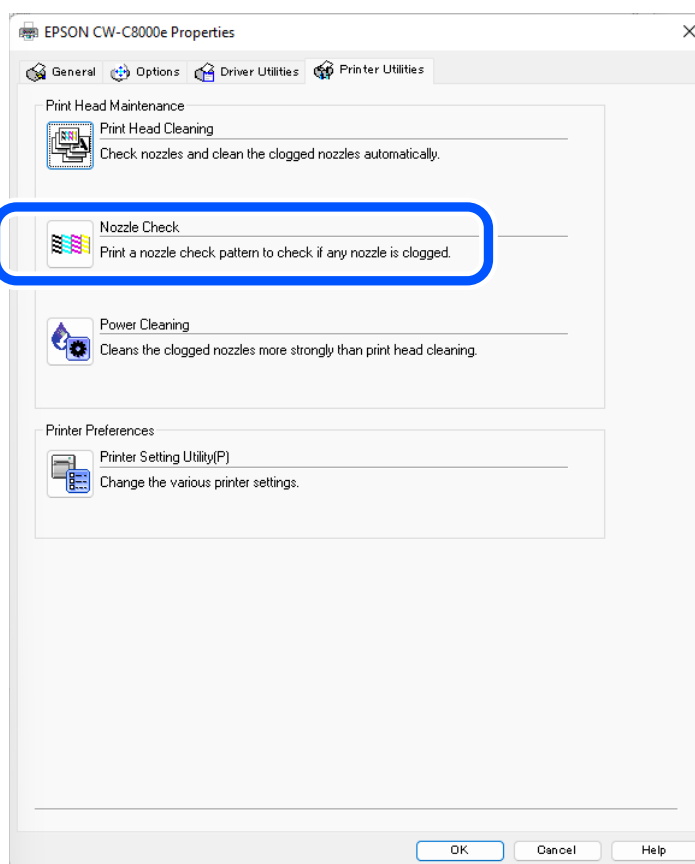 EPSON CW-C8000e Properties
General Options Driver Utilities Printer Utilities
Print Head Maintenance
Print Head Cleaning
Check nozzles and clean the clogged nozzles automatically.
Nozzle Check
Print a nozzle check pattern to check if any nozzle is clogged.
Power Cleaning
Cleans the clogged nozzles more strongly than print head cleaning.
Printer Preferences
Printer Setting Utility(P)
Change the various printer settings.
OK Cancel Help